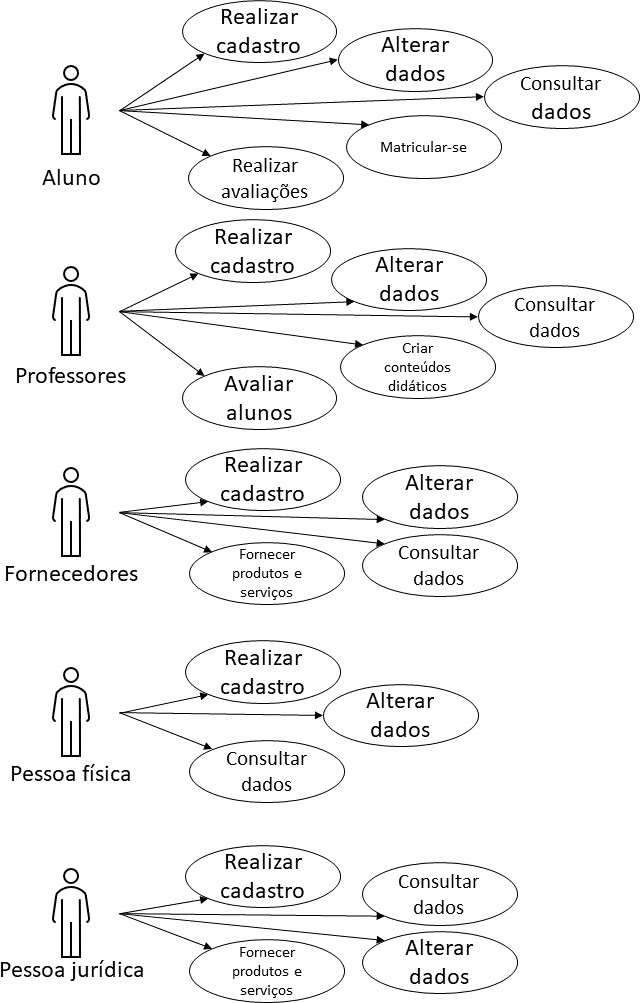 Realizar
cadastro
Alterar
dados
Consultar
dados
Matricular-se
Realizar
avaliações
Aluno
Realizar
cadastro
Alterar
dados
Consultar
dados
Criar
conteúdos
didáticos
Avaliar
alunos
Professores
Realizar
cadastro
Alterar
dados
Consultar
dados
Fornecer
produtos e
serviços
Fornecedores
Realizar
cadastro
Alterar
dados
Consultar
dados
Pessoa física
Realizar
cadastro
Consultar
dados
Alterar
dados
Fornecer
produtos e
serviços
Pessoa jurídica